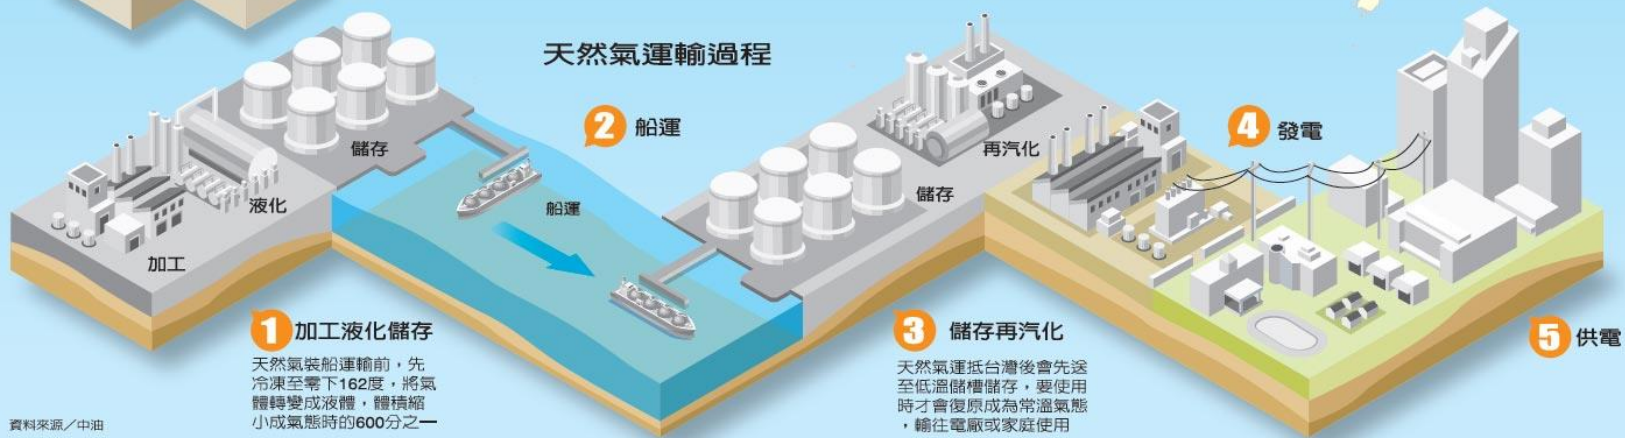 天然氣運輸過程
加工
液化
儲存
1 加工液化儲存
天然氣裝船運輸前，先
冷凍至零下162度，將氣
體轉變成液體，體積縮
小成氣態時的600分之一
2 船運
船運
儲存
再汽化
3 儲存再汽化
天然氣運抵台灣後會先送
至低溫儲槽儲存，要使用
時才會復原成為常溫氣態
，輸往電廠或家庭使用
4 發電
5 供電
資料來源／中油